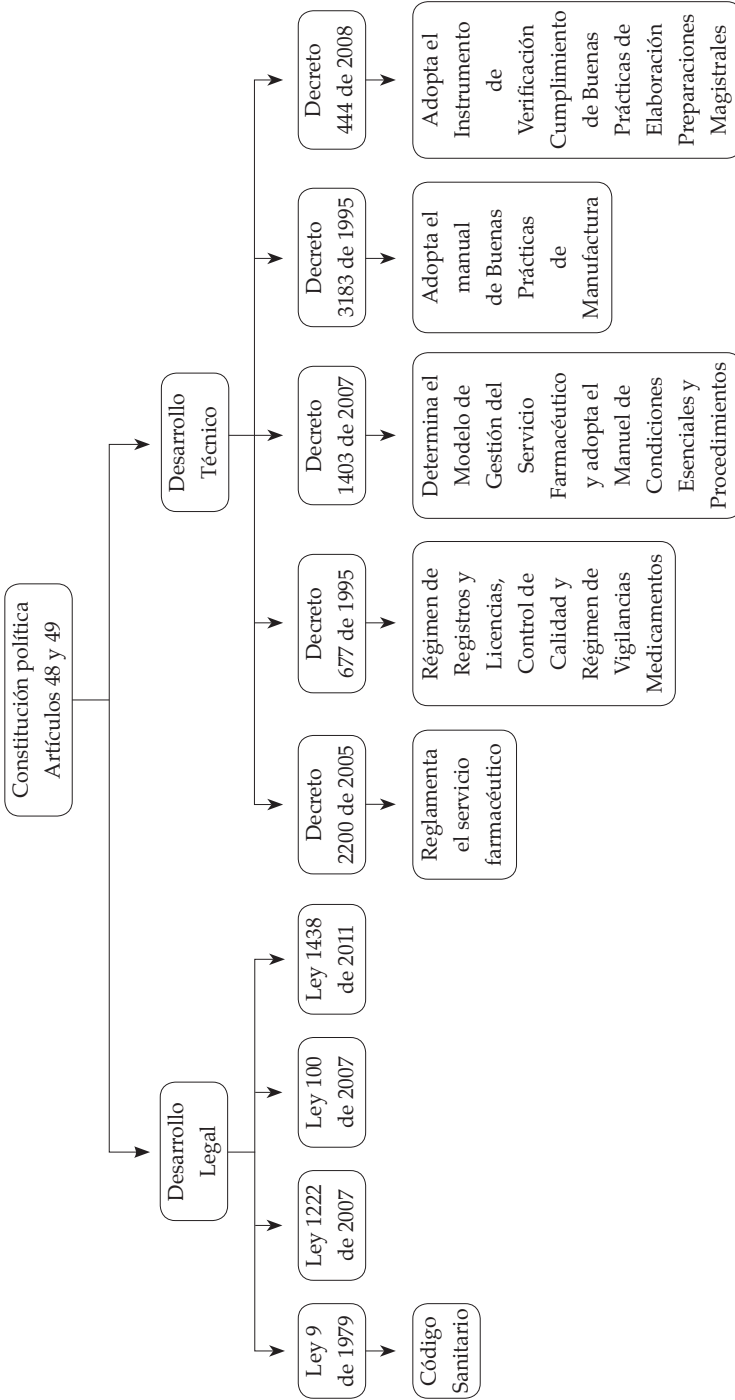 Constitución política
Artículos 48 y 49
Desarrollo
Legal
Desarrollo
Técnico
Ley 9
de 1979
Ley 1222
de 2007
Ley 100
de 2007
Ley 1438
de 2011
Decreto
2200 de 2005
Decreto
677 de 1995
Decreto
1403 de 2007
Decreto
3183 de 1995
Decreto
444 de 2008
Código
Sanitario
Reglamenta
el servicio
farmacéutico
Régimen de
Registros y
Licencias,
Control de
Calidad y
Régimen de
Vigilancias
Medicamentos
Determina el
Modelo de
Gestión del
Servicio
Farmacéutico
y adopta el
Manuel de
Condiciones
Esenciales y
Procedimientos
Adopta el
manual
de Buenas
Prácticas
de
Manufactura
Adopta el
Instrumento
de
Verificación
Cumplimiento
de Buenas
Prácticas de
Elaboración
Preparaciones
Magistrales